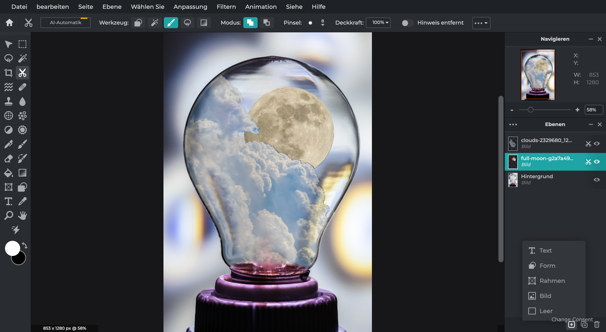 Datei bearbeiten Seite Ebene Wählen Sie Anpassung Filtern Animation Siehe Hilfe
AI-Automatik Werkzeug: Modus: Pinsel: Deckkraft: 100% Hinweis entfernt
Navigieren
X:
Y:
W: 853
H: 1280
58%
Ebenen
clouds-2329680_12...
Bild
full-moon-g2a7a49...
Bild
Hintergrund
Bild
Text
Form
Rahmen
Bild
Leer
Change Consent
853 x 1280 px @ 58%